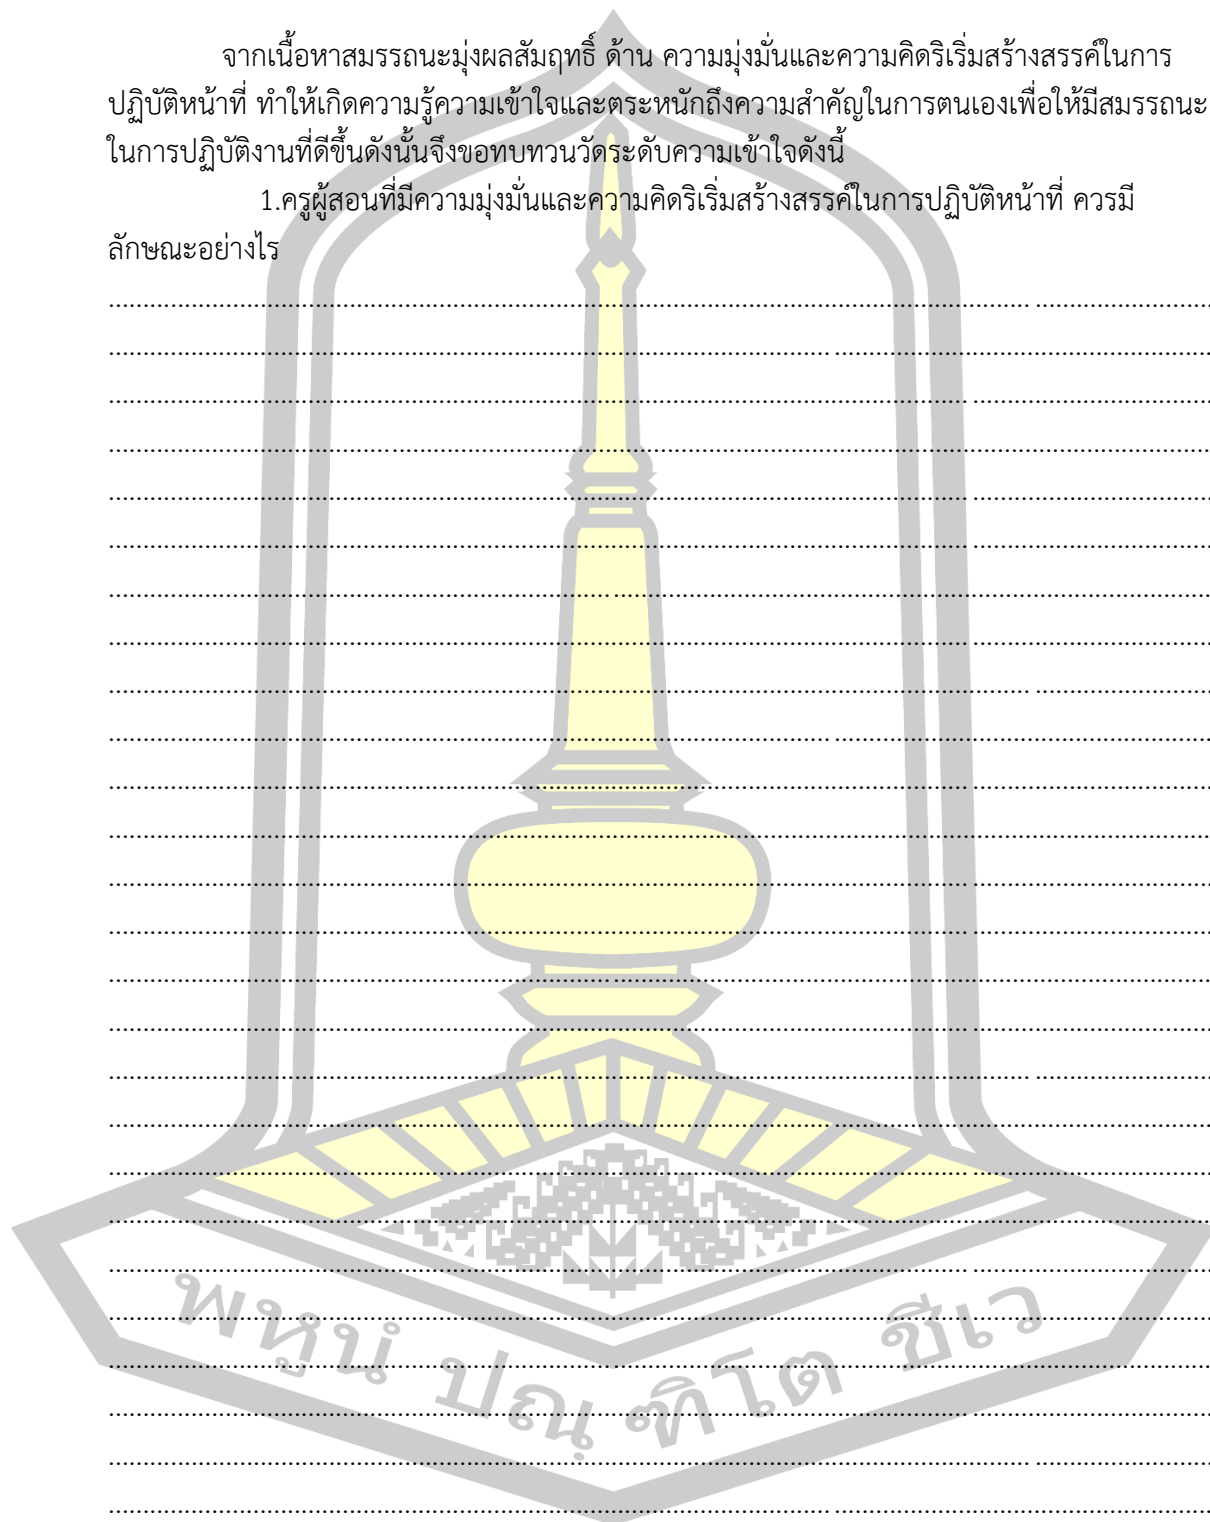 จากเนื้อหาสมรรถนะมุ่งผลสัมฤทธิ์ ด้าน ความมุ่งมั่นและความคิดริเริ่มสร้างสรรค์ในการ
ปฏิบัติหน้าที่ ทำให้เกิดความรู้ความเข้าใจและตระหนักถึงความสำคัญในการตนเองเพื่อให้มีสมรรถนะ
ในการปฏิบัติงานที่ดีขึ้นดังนั้นจึงขอทบทวนวัดระดับความเข้าใจดังนี้
1.ครูผู้สอนที่มีความมุ่งมั่นและความคิดริเริ่มสร้างสรรค์ในการปฏิบัติหน้าที่ ควรมี
ลักษณะอย่างไร
พหูนํ ปณฺฑิโต ชีเว